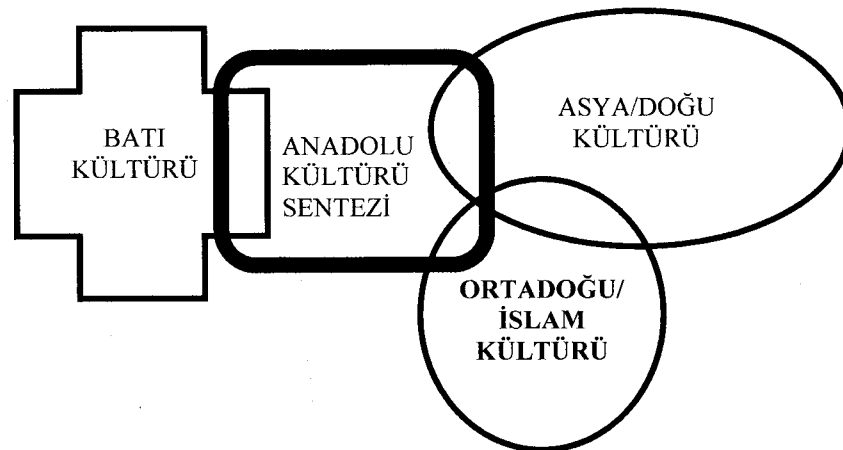 BATI
KÜLTÜRÜ
ANADOLU
KÜLTÜRÜ
SENTEZİ
ASYA/DOĞU
KÜLTÜRÜ
ORTADOĞU/
İSLAM
KÜLTÜRÜ